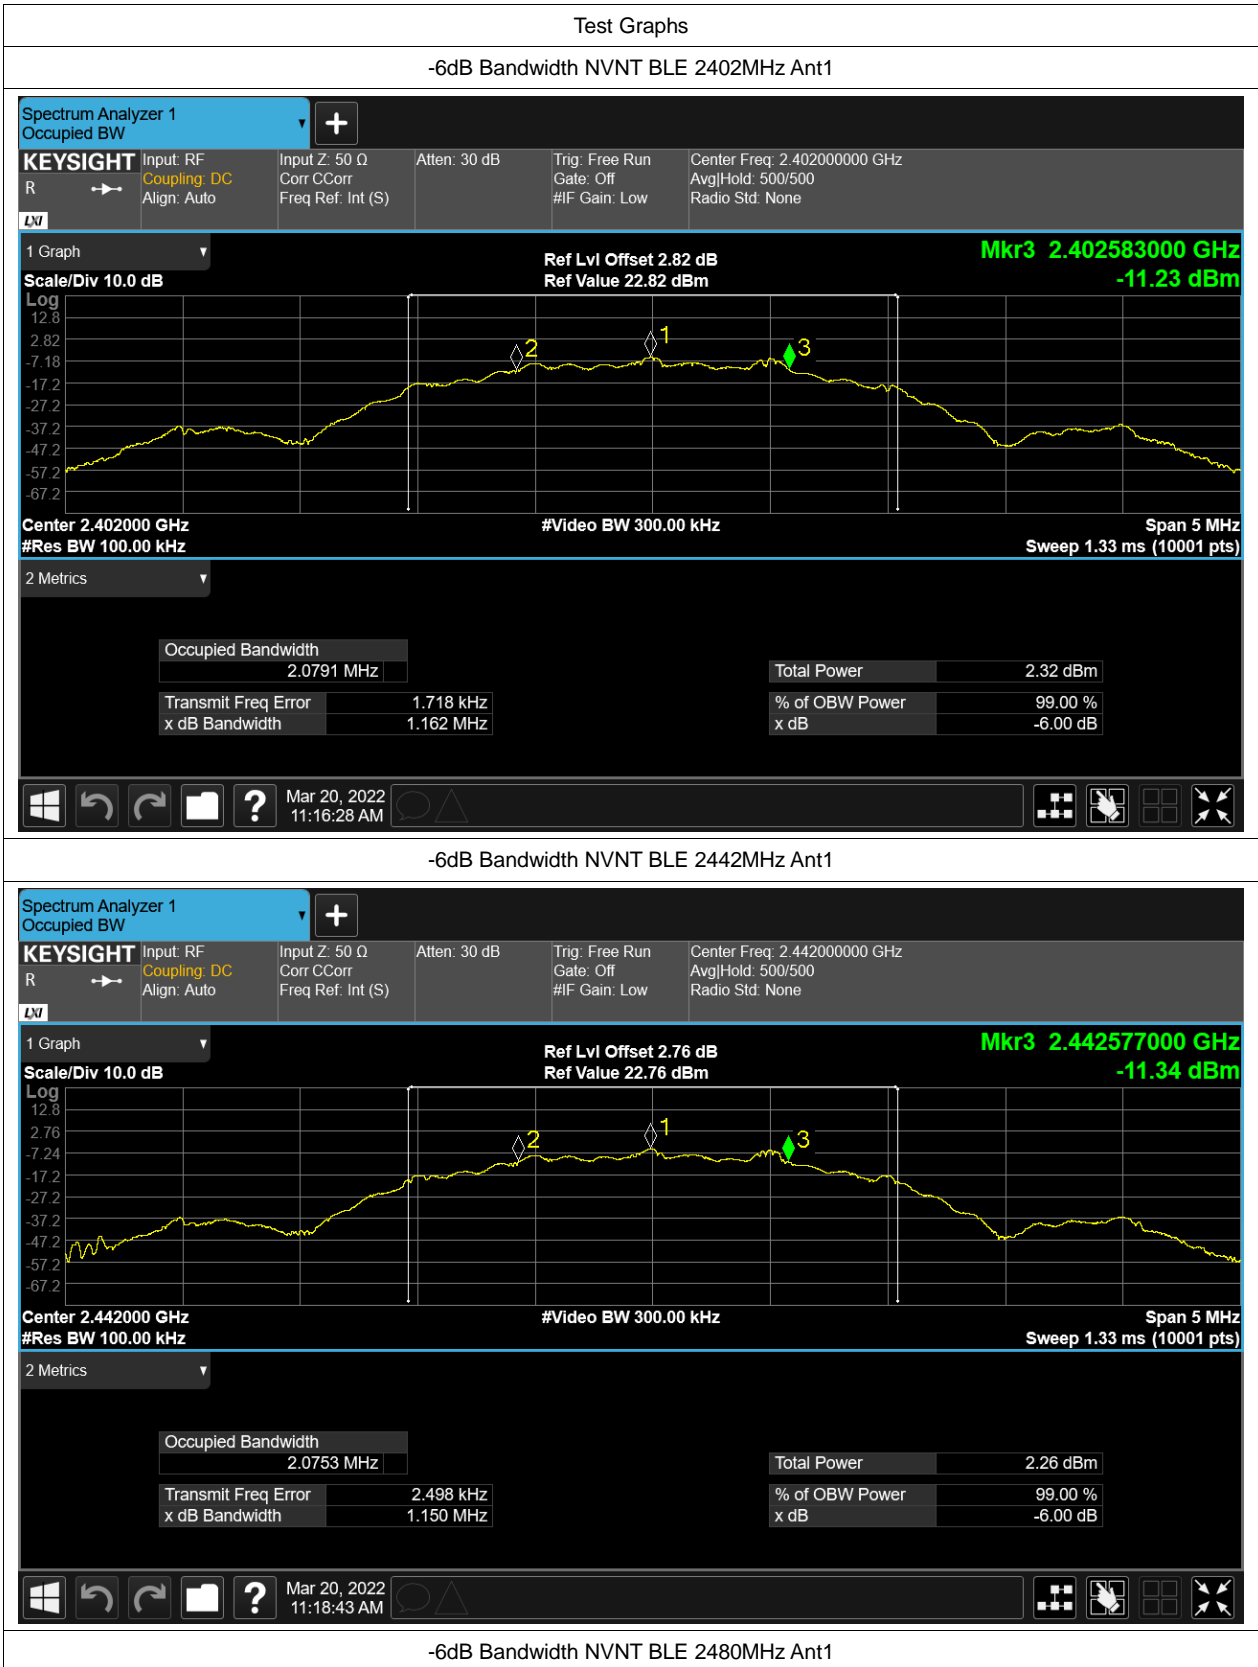 Test Graphs
-6dB Bandwidth NVNT BLE 2402MHz Ant1
Spectrum Analyzer 1
Occupied BW
KEYSIGHT Input: RF Input Z: 50 Ω Atten: 30 dB Trig: Free Run Center Freq: 2.402000000 GHz
R Coupling: DC Corr CCorr Gate: Off Avg|Hold: 500/500
Align: Auto Freq Ref: Int (S) #IF Gain: Low Radio Std: None
LXI
1 Graph Ref Lvl Offset 2.82 dB Mkr3 2.402583000 GHz
Scale/Div 10.0 dB Ref Value 22.82 dBm -11.23 dBm
Log
12.8
2.82
-7.18
-17.2
-27.2
-37.2
-47.2
-57.2
-67.2
2 1 3
Center 2.402000 GHz #Video BW 300.00 kHz Span 5 MHz
#Res BW 100.00 kHz Sweep 1.33 ms (10001 pts)
2 Metrics
Occupied Bandwidth
2.0791 MHz Total Power 2.32 dBm
Transmit Freq Error 1.718 kHz % of OBW Power 99.00 %
x dB Bandwidth 1.162 MHz x dB -6.00 dB
? Mar 20, 2022
11:16:28 AM
-6dB Bandwidth NVNT BLE 2442MHz Ant1
Spectrum Analyzer 1
Occupied BW
KEYSIGHT Input: RF Input Z: 50 Ω Atten: 30 dB Trig: Free Run Center Freq: 2.442000000 GHz
R Coupling: DC Corr CCorr Gate: Off Avg|Hold: 500/500
Align: Auto Freq Ref: Int (S) #IF Gain: Low Radio Std: None
LXI
1 Graph Ref Lvl Offset 2.76 dB Mkr3 2.442577000 GHz
Scale/Div 10.0 dB Ref Value 22.76 dBm -11.34 dBm
Log
12.8
2.76
-7.24
-17.2
-27.2
-37.2
-47.2
-57.2
-67.2
2 1 3
Center 2.442000 GHz #Video BW 300.00 kHz Span 5 MHz
#Res BW 100.00 kHz Sweep 1.33 ms (10001 pts)
2 Metrics
Occupied Bandwidth
2.0753 MHz Total Power 2.26 dBm
Transmit Freq Error 2.498 kHz % of OBW Power 99.00 %
x dB Bandwidth 1.150 MHz x dB -6.00 dB
? Mar 20, 2022
11:18:43 AM
-6dB Bandwidth NVNT BLE 2480MHz Ant1